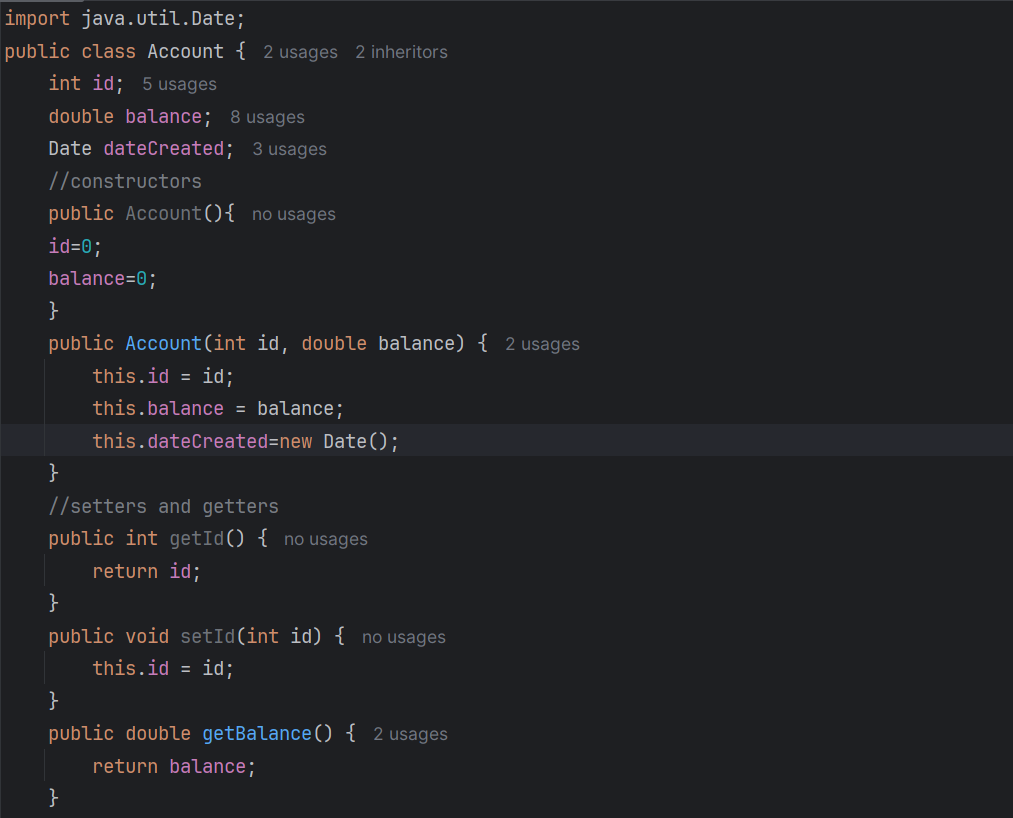 import java.util.Date;
public class Account {  2 usages  2 inheritors
    int id;  5 usages
    double balance;  8 usages
    Date dateCreated;  3 usages
    //constructors
    public Account(){  no usages
    id=0;
    balance=0;
    }
    public Account(int id, double balance) {  2 usages
        this.id = id;
        this.balance = balance;
        this.dateCreated=new Date();
    }
    //setters and getters
    public int getId() {  no usages
        return id;
    }
    public void setId(int id) {  no usages
        this.id = id;
    }
    public double getBalance() {  2 usages
        return balance;
    }